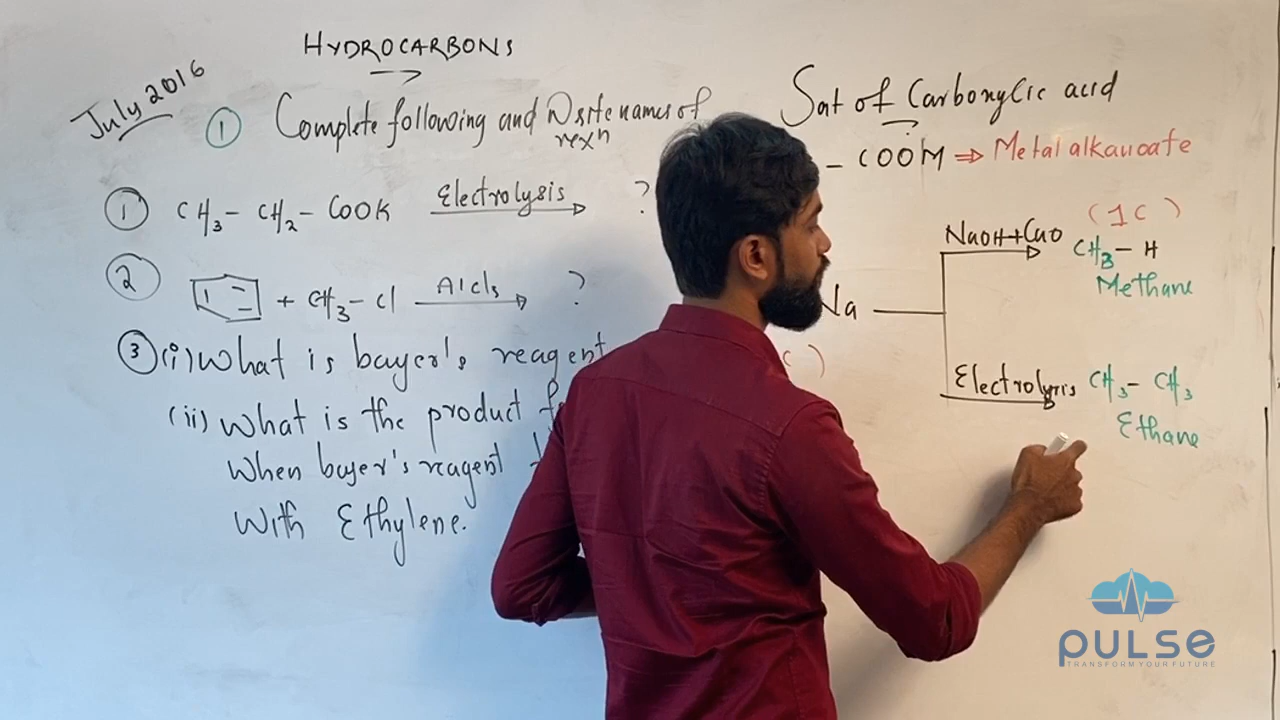 HYDROCARBONS
July 2016
① Complete following and Write names of
rexn
① CH3 - CH2 - COOK Electrolysis ?
② + CH3 - Cl AlCl3 ?
③ (i) What is bayer's reagent
(ii) What is the product
When bayer's reagent
With Ethylene.
Salt of Carboxylic acid
- COOM ⇒ Metal alkanoate
(1C)
NaOH+CaO CH3 - H
Methane
Na
C )
Electrolysis CH3 - CH3
Ethane
PULSE
TRANSFORM YOUR FUTURE